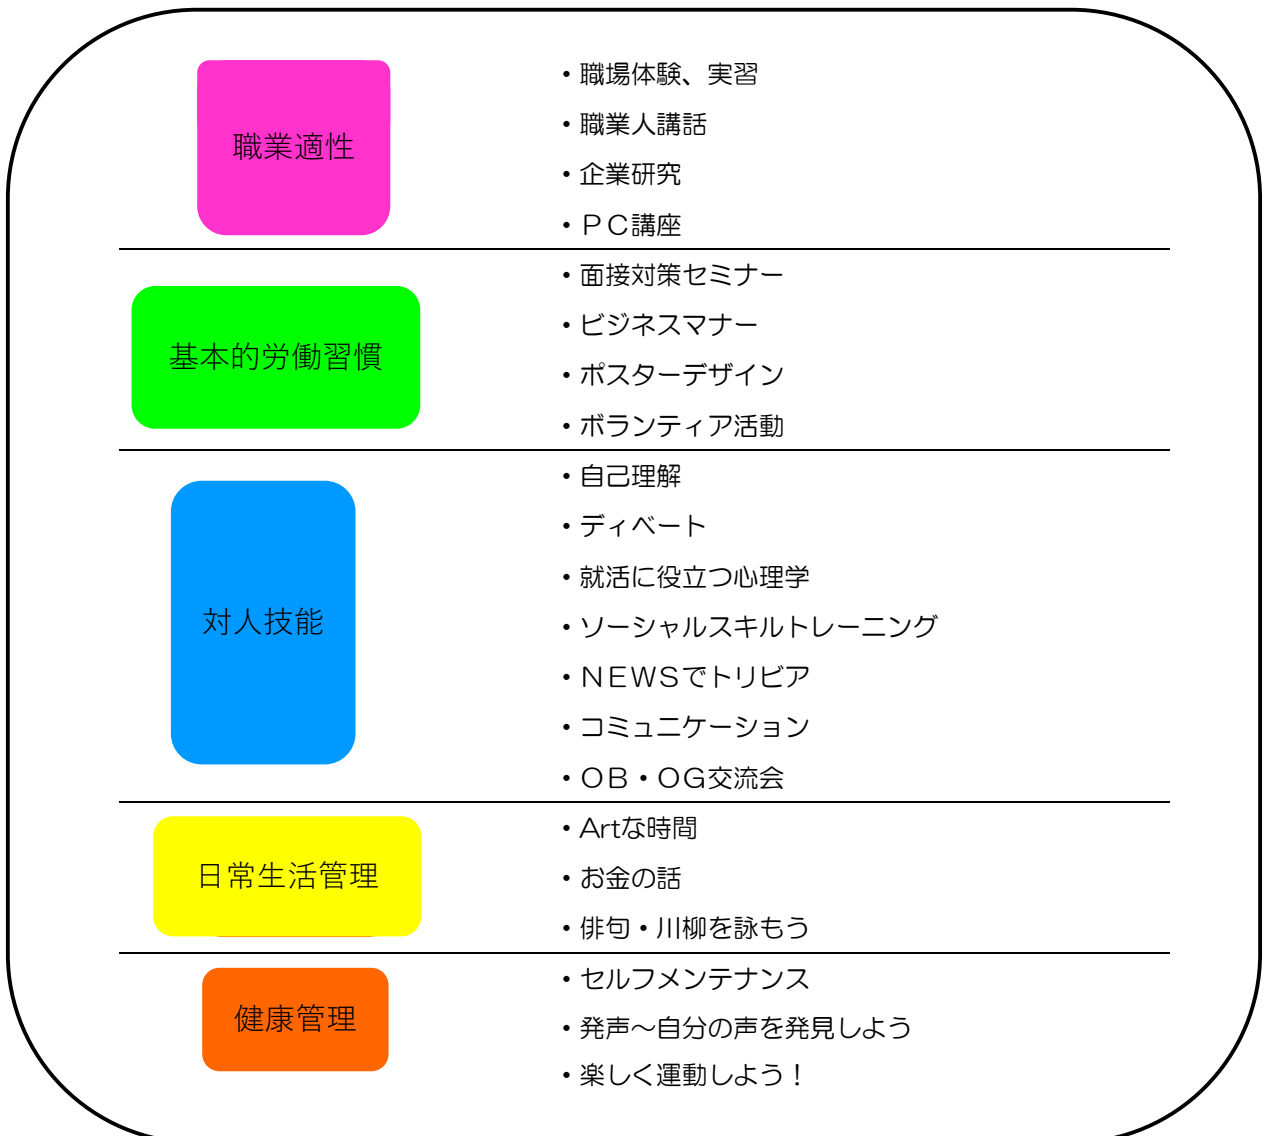 職業適性
・職場体験、実習
・職業人講話
・企業研究
・ＰＣ講座
基本的労働習慣
・面接対策セミナー
・ビジネスマナー
・ポスターデザイン
・ボランティア活動
対人技能
・自己理解
・ディベート
・就活に役立つ心理学
・ソーシャルスキルトレーニング
・ＮＥＷＳでトリビア
・コミュニケーション
・ＯＢ・ＯＧ交流会
日常生活管理
・Artな時間
・お金の話
・俳句・川柳を詠もう
健康管理
・セルフメンテナンス
・発声～自分の声を発見しよう
・楽しく運動しよう！